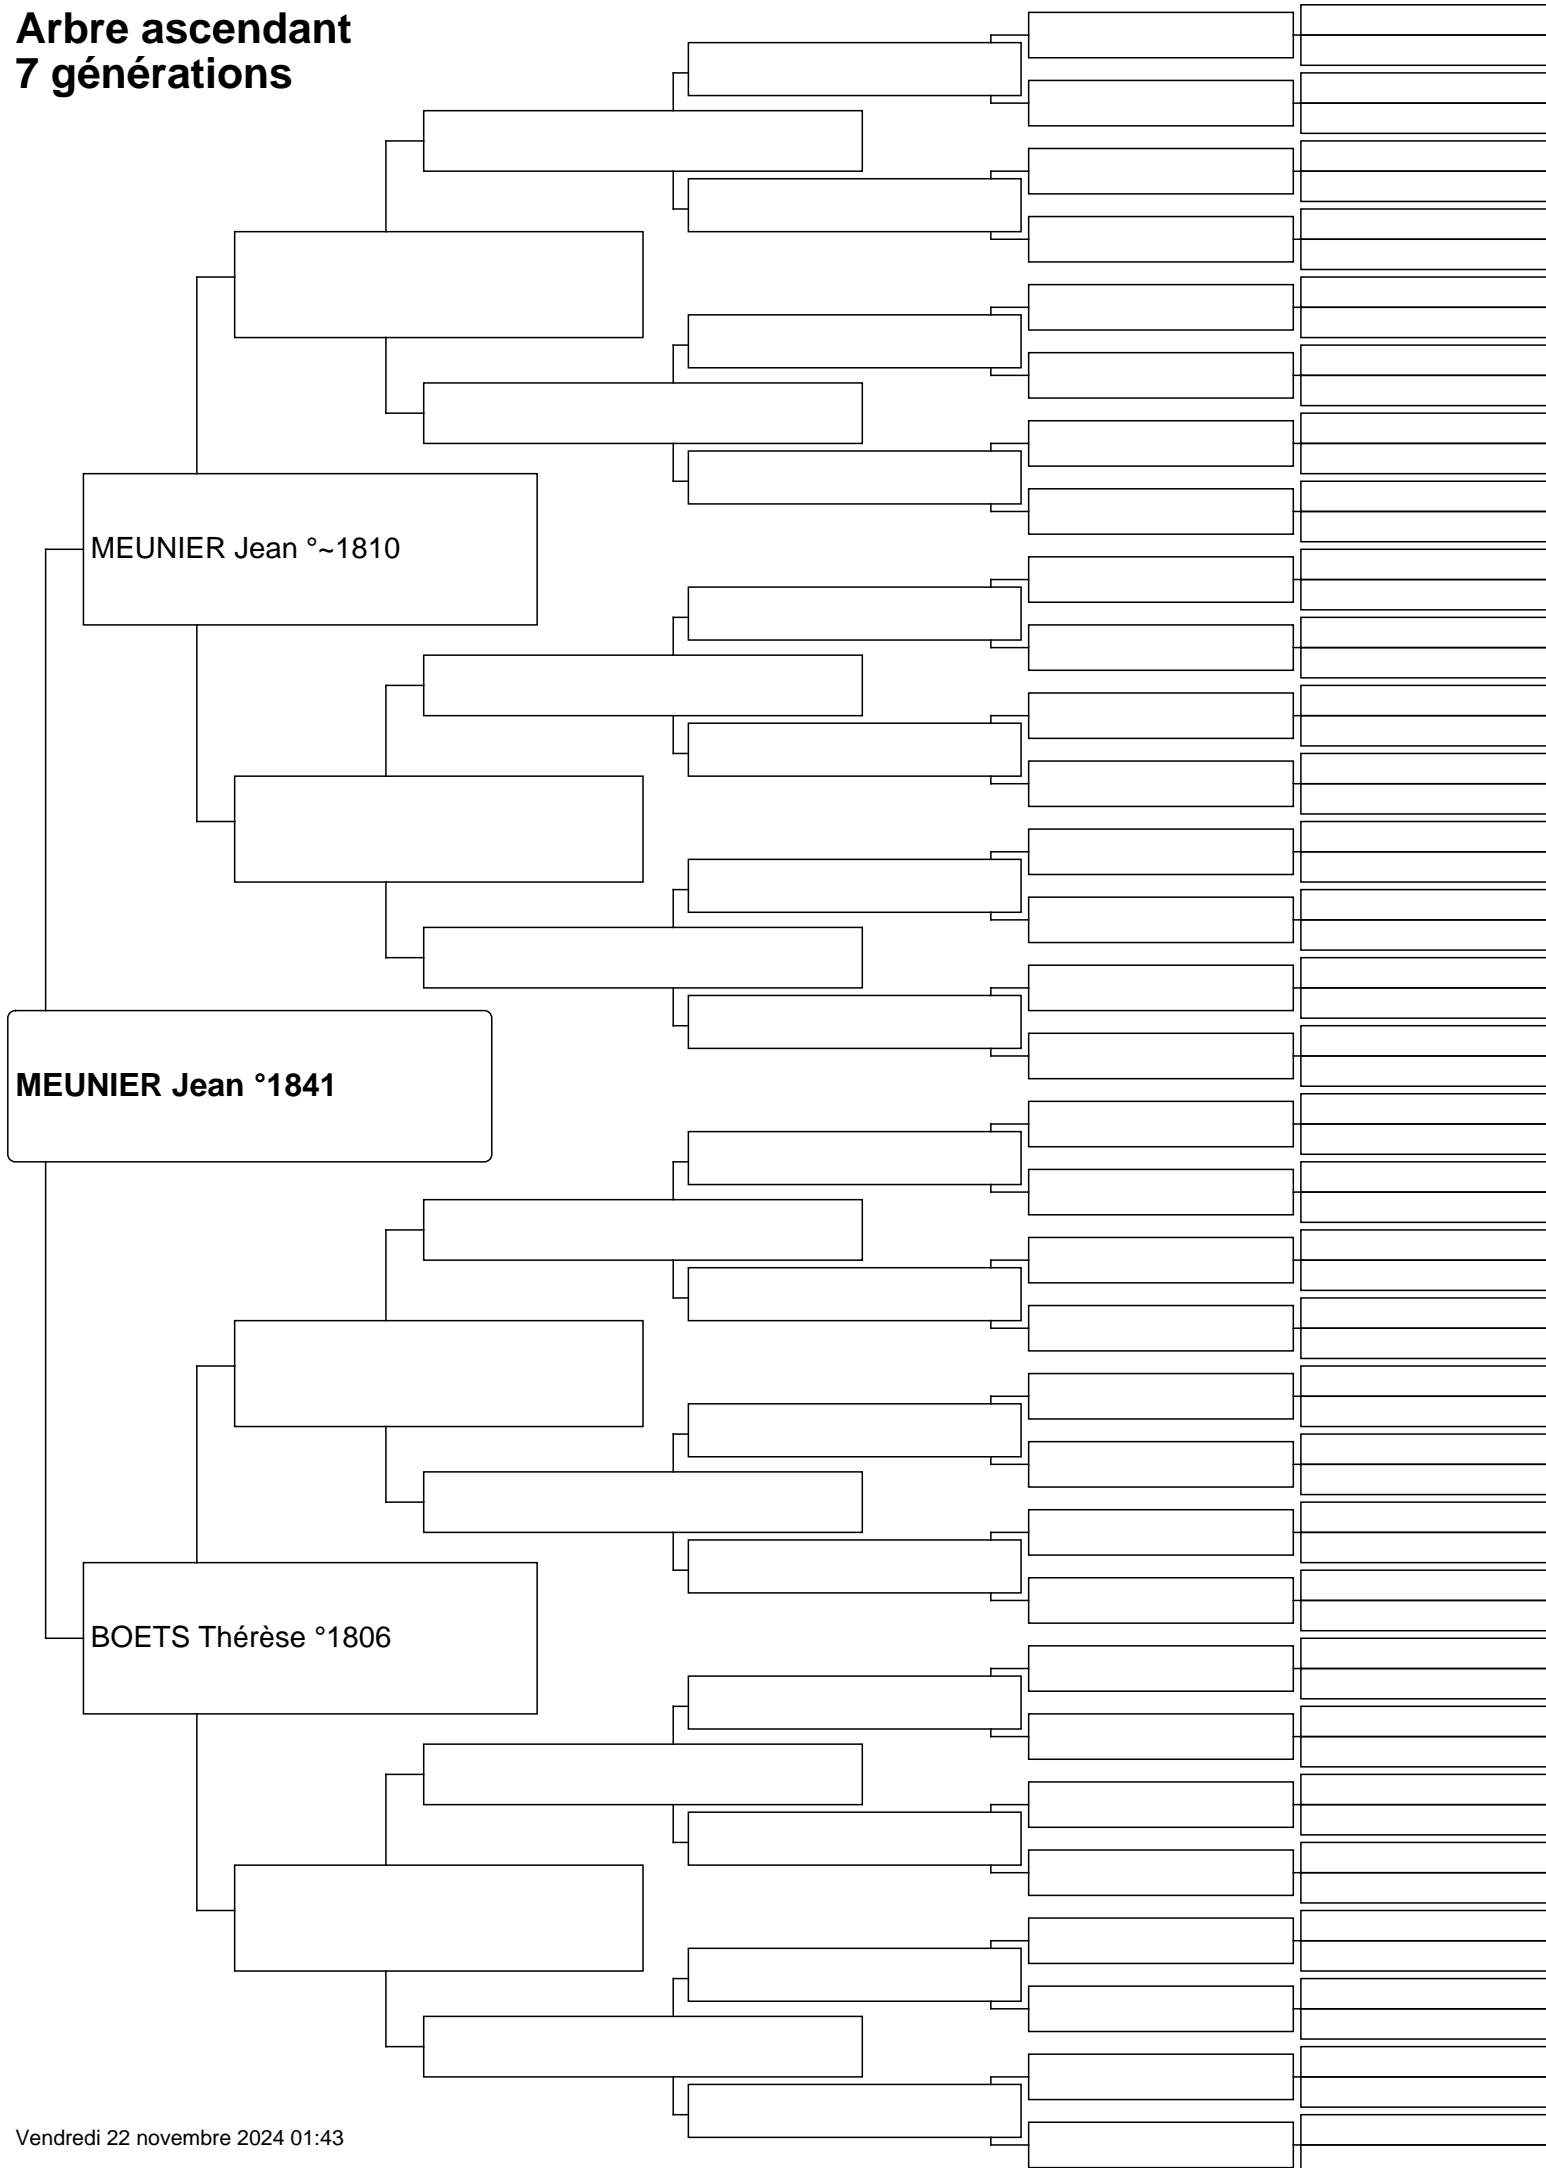 Arbre ascendant
7 générations
MEUNIER Jean °~1810
MEUNIER Jean °1841
BOETS Thérèse °1806
Vendredi 22 novembre 2024 01:43